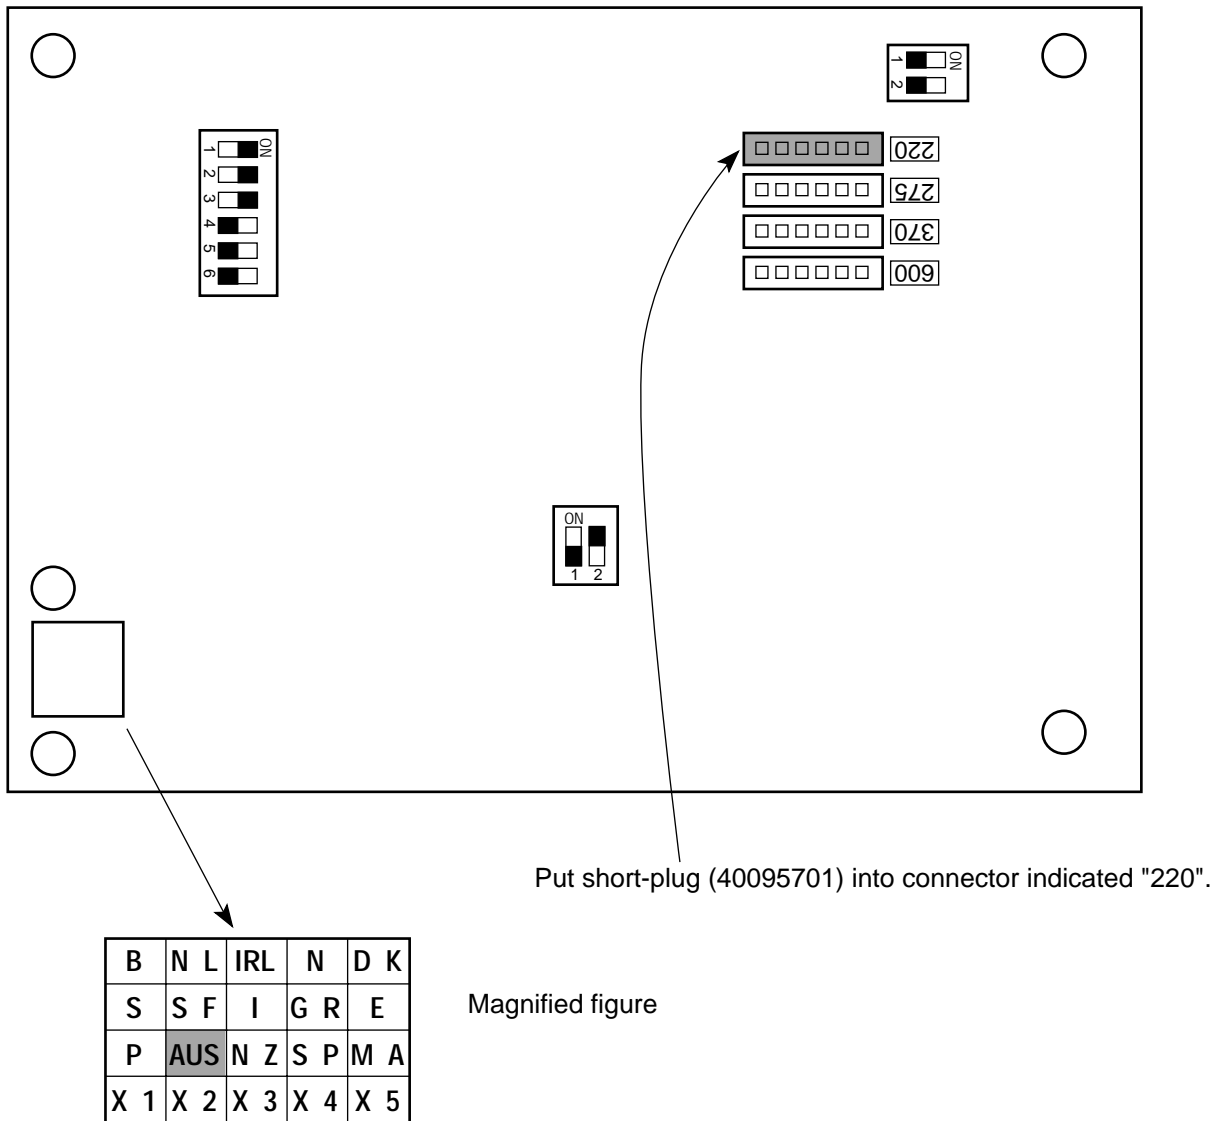 1 ON
2
1 ON
2
3
4
5
6
220
275
370
600
ON
1 2
Put short-plug (40095701) into connector indicated "220".
B N L IRL N D K
S S F I G R E
P AUS N Z S P M A
X 1 X 2 X 3 X 4 X 5
Magnified figure